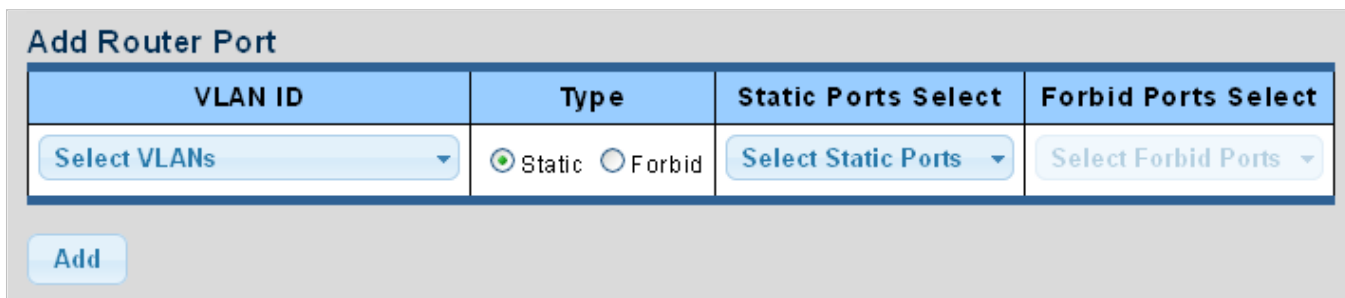 Add Router Port
VLAN ID Type Static Ports Select Forbid Ports Select
Select VLANs Static Forbid Select Static Ports Select Forbid Ports
Add